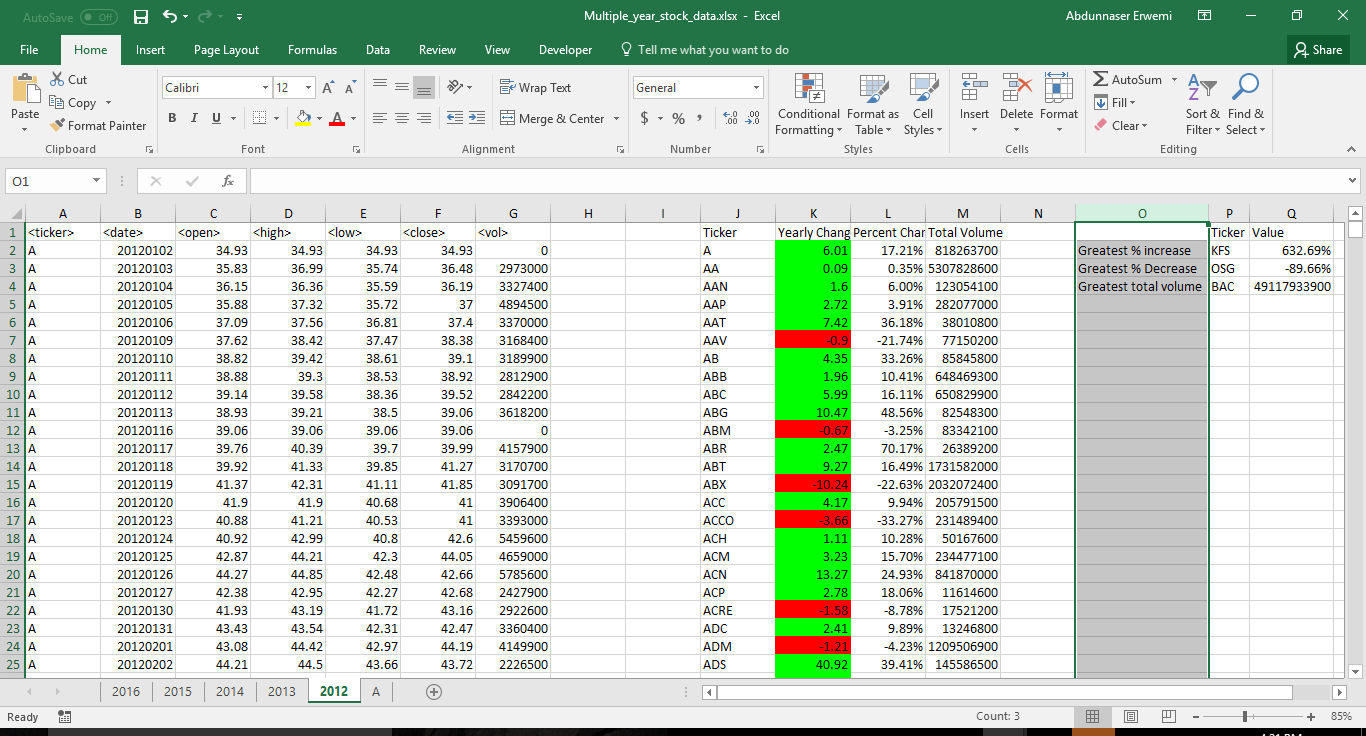 AutoSave Off Multiple_year_stock_data.xlsx - Excel Abdunnaser Erwemi
File Home Insert Page Layout Formulas Data Review View Developer Tell me what you want to do Share
Paste Cut Copy Format Painter Clipboard
Calibri 12 A A B I U A Font
Wrap Text Merge & Center Alignment
General $ % , .00 Number
Conditional Formatting Format as Table Cell Styles Styles
Insert Delete Format Cells
AutoSum Fill Clear Sort & Filter Find & Select Editing
O1 fx
A B C D E F G H I J K L M N O P Q
1 <ticker> <date> <open> <high> <low> <close> <vol> Ticker Yearly Chang Percent Char Total Volume Ticker Value
2 A 20120102 34.93 34.93 34.93 34.93 0 A 6.01 17.21% 818263700 Greatest % increase KFS 632.69%
3 A 20120103 35.83 36.99 35.74 36.48 2973000 AA 0.09 0.35% 5307828600 Greatest % Decrease OSG -89.66%
4 A 20120104 36.15 36.36 35.59 36.19 3327400 AAN 1.6 6.00% 123054100 Greatest total volume BAC 49117933900
5 A 20120105 35.88 37.32 35.72 37 4894500 AAP 2.72 3.91% 282077000
6 A 20120106 37.09 37.56 36.81 37.4 3370000 AAT 7.42 36.18% 38010800
7 A 20120109 37.62 38.42 37.47 38.38 3168400 AAV -0.9 -21.74% 77150200
8 A 20120110 38.82 39.42 38.61 39.1 3189900 AB 4.35 33.26% 85845800
9 A 20120111 38.88 39.3 38.53 38.92 2812900 ABB 1.96 10.41% 648469300
10 A 20120112 39.14 39.58 38.36 39.52 2842200 ABC 5.99 16.11% 650829900
11 A 20120113 38.93 39.21 38.5 39.06 3618200 ABG 10.47 48.56% 82548300
12 A 20120116 39.06 39.06 39.06 39.06 0 ABM -0.67 -3.25% 83342100
13 A 20120117 39.76 40.39 39.7 39.99 4157900 ABR 2.47 70.17% 26389200
14 A 20120118 39.92 41.33 39.85 41.27 3170700 ABT 9.27 16.49% 1731582000
15 A 20120119 41.37 42.31 41.11 41.85 3091700 ABX -10.24 -22.63% 2032072400
16 A 20120120 41.9 41.9 40.68 41 3906400 ACC 4.17 9.94% 205791500
17 A 20120123 40.88 41.21 40.53 41 3393000 ACCO -3.66 -33.27% 231489400
18 A 20120124 40.92 42.99 40.8 42.6 5459600 ACH 1.11 10.28% 50167600
19 A 20120125 42.87 44.21 42.3 44.05 4659000 ACM 3.23 15.70% 234477100
20 A 20120126 44.27 44.85 42.48 42.66 5785600 ACN 13.27 24.93% 841870000
21 A 20120127 42.38 42.95 42.27 42.68 2427900 ACP 2.78 18.06% 11614600
22 A 20120130 41.93 43.19 41.72 43.16 2922600 ACRE -1.58 -8.78% 17521200
23 A 20120131 43.43 43.54 42.31 42.47 3360400 ADC 2.41 9.89% 13246800
24 A 20120201 43.08 44.42 42.97 44.19 4149900 ADM -1.21 -4.23% 1209506900
25 A 20120202 44.21 44.5 43.66 43.72 2226500 ADS 40.92 39.41% 145586500
2016 2015 2014 2013 2012 A
Ready Count: 3 85%